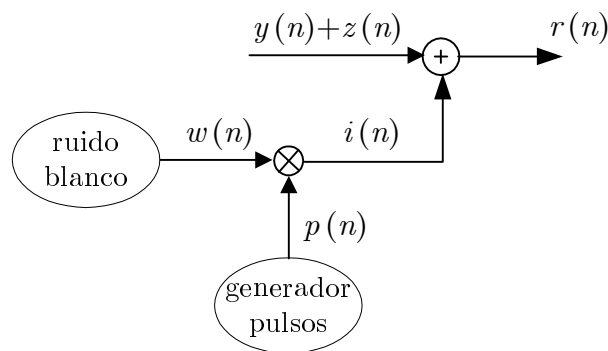 y(n)+z(n)
r(n)
+
ruido
blanco
w(n)
i(n)
p(n)
generador
pulsos